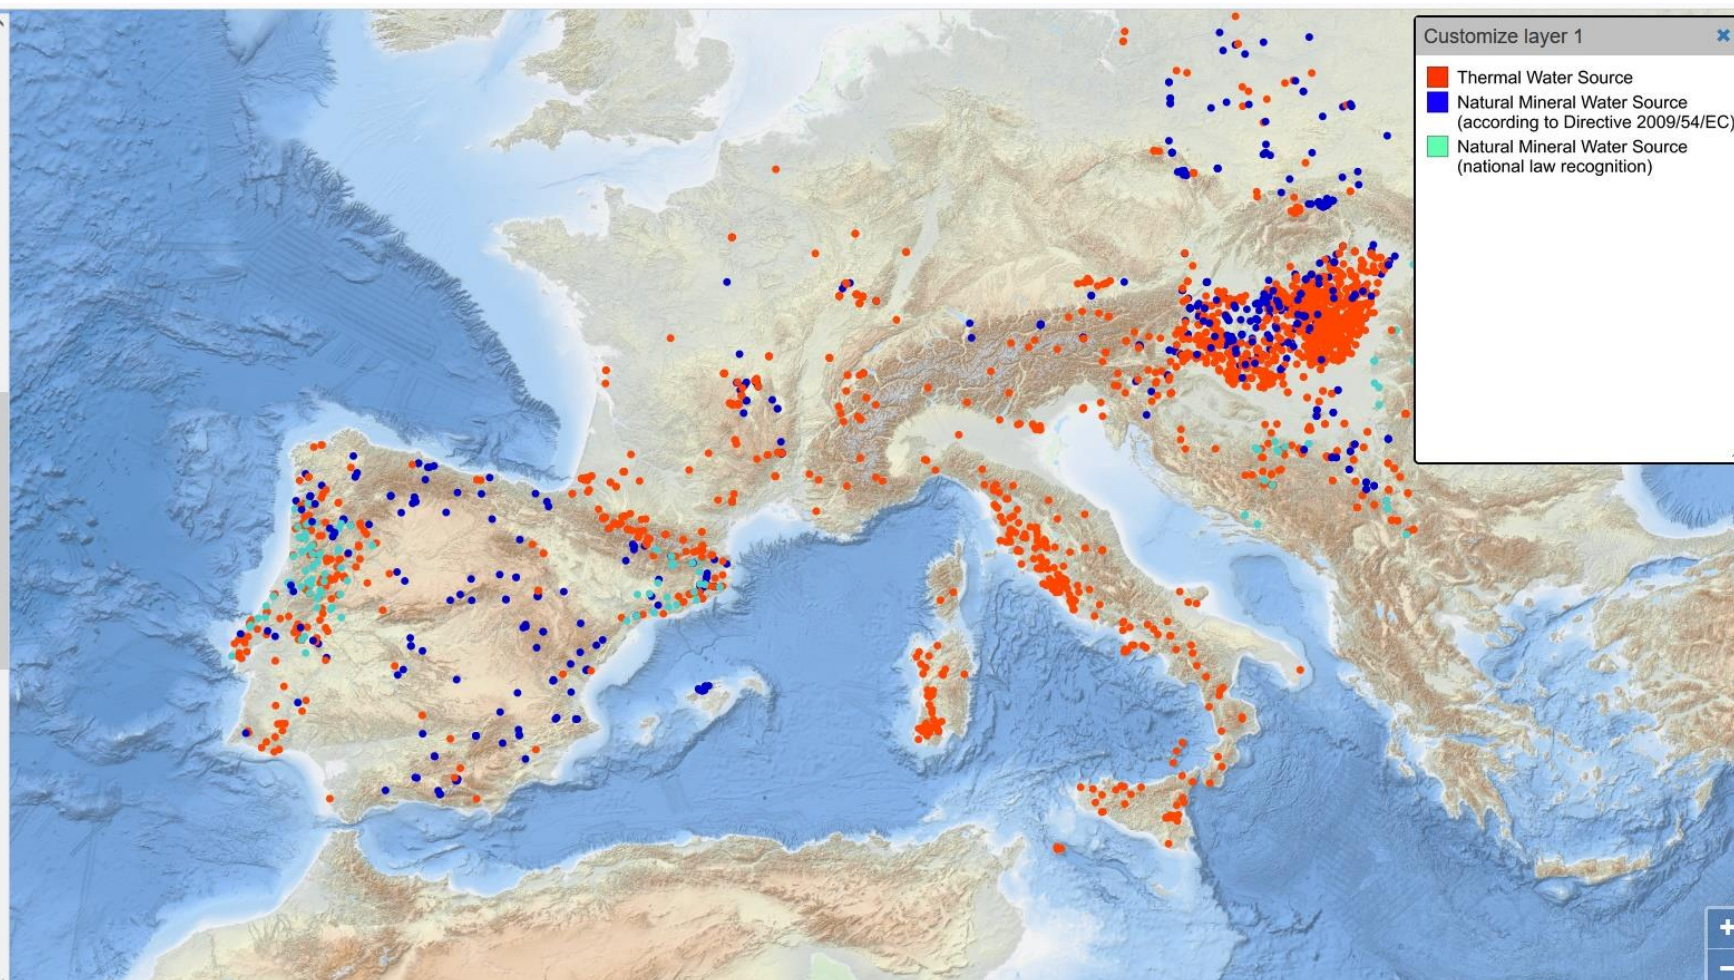 Customize layer 1
Thermal Water Source
Natural Mineral Water Source
(according to Directive 2009/54/EC)
Natural Mineral Water Source
(national law recognition)